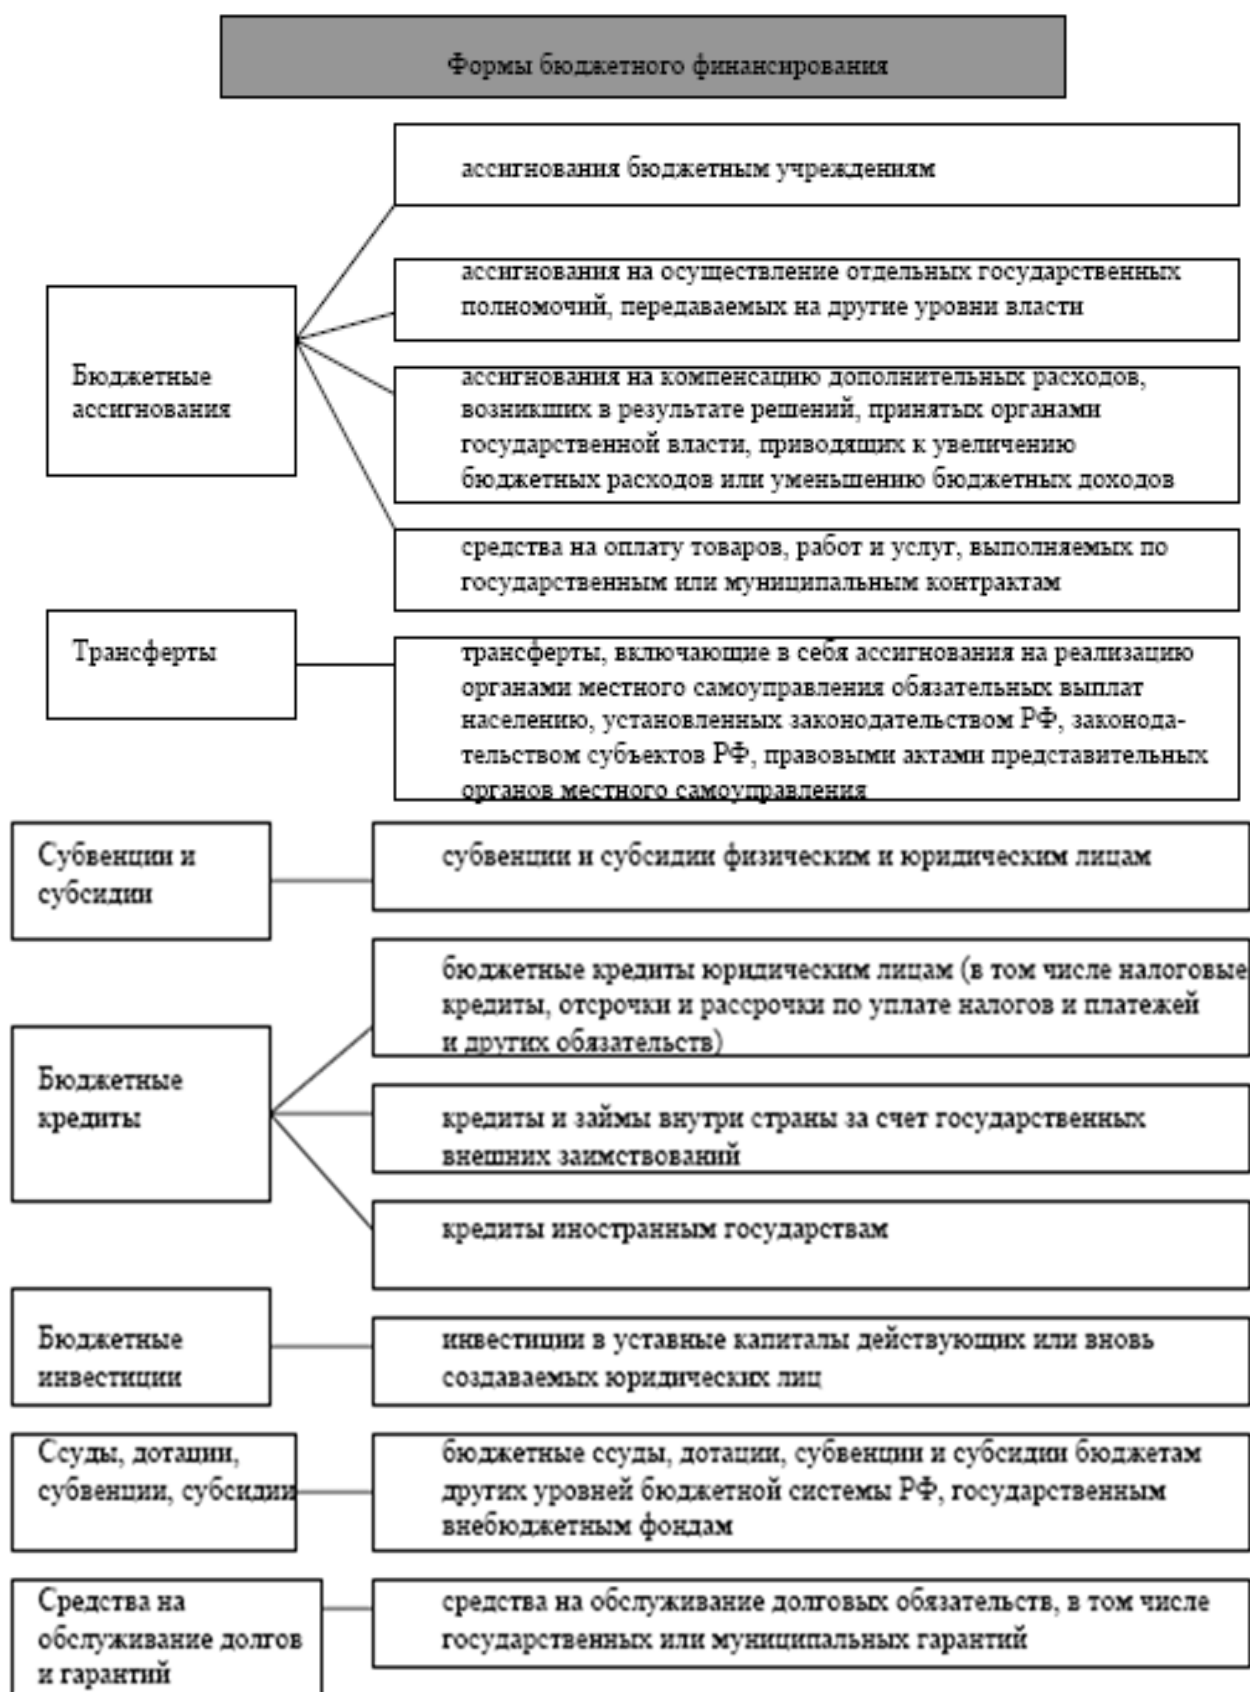 Формы бюджетного финансирования
Бюджетные
ассигнования
ассигнования бюджетным учреждениям
ассигнования на осуществление отдельных государственных
полномочий, передаваемых на другие уровни власти
ассигнования на компенсацию дополнительных расходов,
возникших в результате решений, принятых органами
государственной власти, приводящих к увеличению
бюджетных расходов или уменьшению бюджетных доходов
средства на оплату товаров, работ и услуг, выполняемых по
государственным или муниципальным контрактам
Трансферты
трансферты, включающие в себя ассигнования на реализацию
органами местного самоуправления обязательных выплат
населению, установленных законодательством РФ, законода-
тельством субъектов РФ, правовыми актами представительных
органов местного самоуправления
Субвенции и
субсидии
субвенции и субсидии физическим и юридическим лицам
Бюджетные
кредиты
бюджетные кредиты юридическим лицам (в том числе налоговые
кредиты, отсрочки и рассрочки по уплате налогов и платежей
и других обязательств)
кредиты и займы внутри страны за счет государственных
внешних заимствований
кредиты иностранным государствам
Бюджетные
инвестиции
инвестиции в уставные капиталы действующих или вновь
создаваемых юридических лиц
Ссуды, дотации,
субвенции, субсидии
бюджетные ссуды, дотации, субвенции и субсидии бюджетам
других уровней бюджетной системы РФ, государственным
внебюджетным фондам
Средства на
обслуживание долгов
и гарантий
средства на обслуживание долговых обязательств, в том числе
государственных или муниципальных гарантий